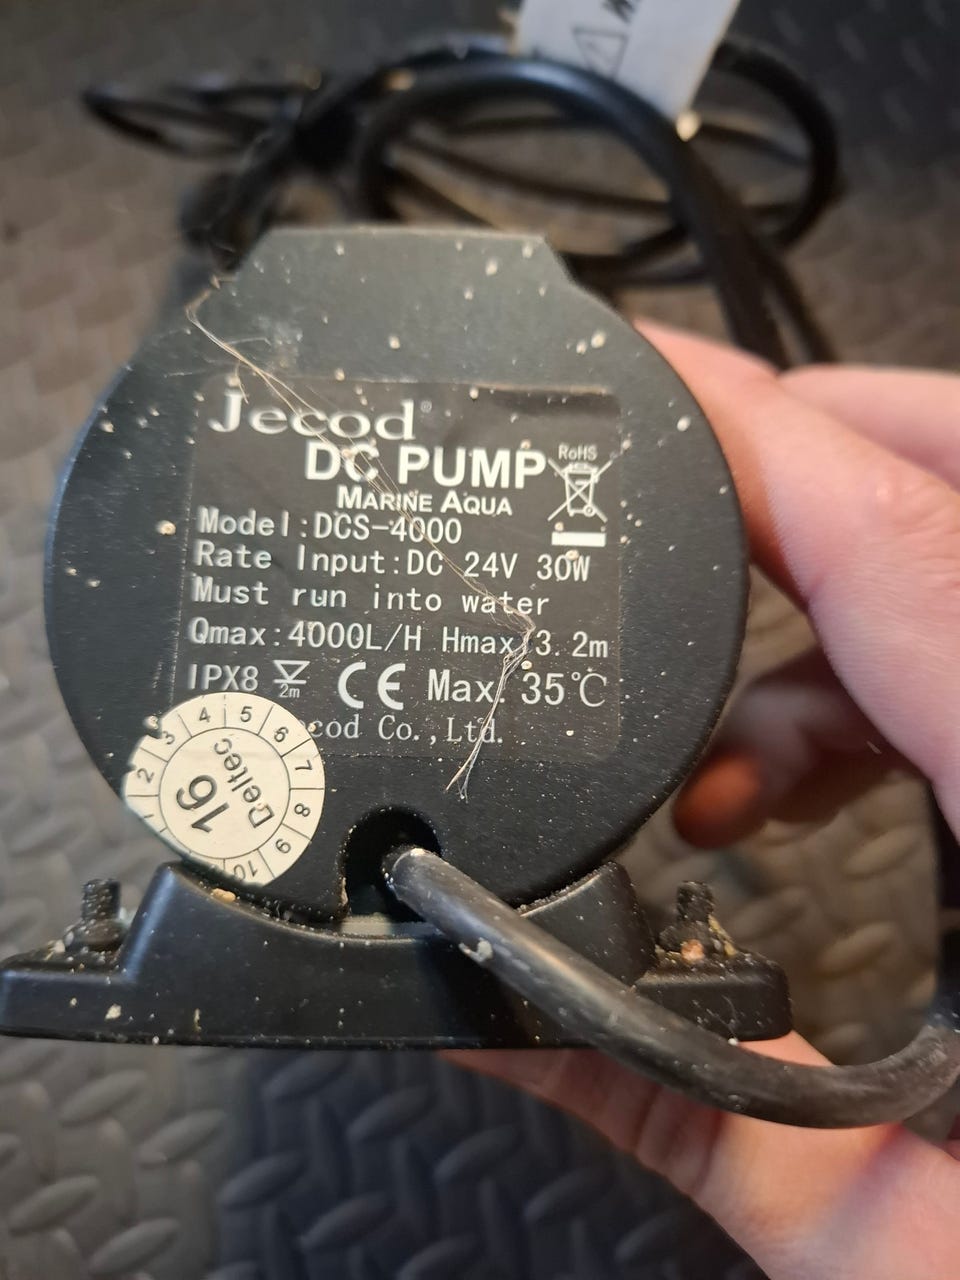 Jecod®
DC PUMP
MARINE AQUA
RoHS
Model:DCS-4000
Rate Input:DC 24V 30W
Must run into water
Qmax:4000L/H Hmax 3.2m
IPX8 2m CE Max 35℃
ecod Co.,Ltd.
1 2 3 4 5 6 7 8 9 10
16
Deltec